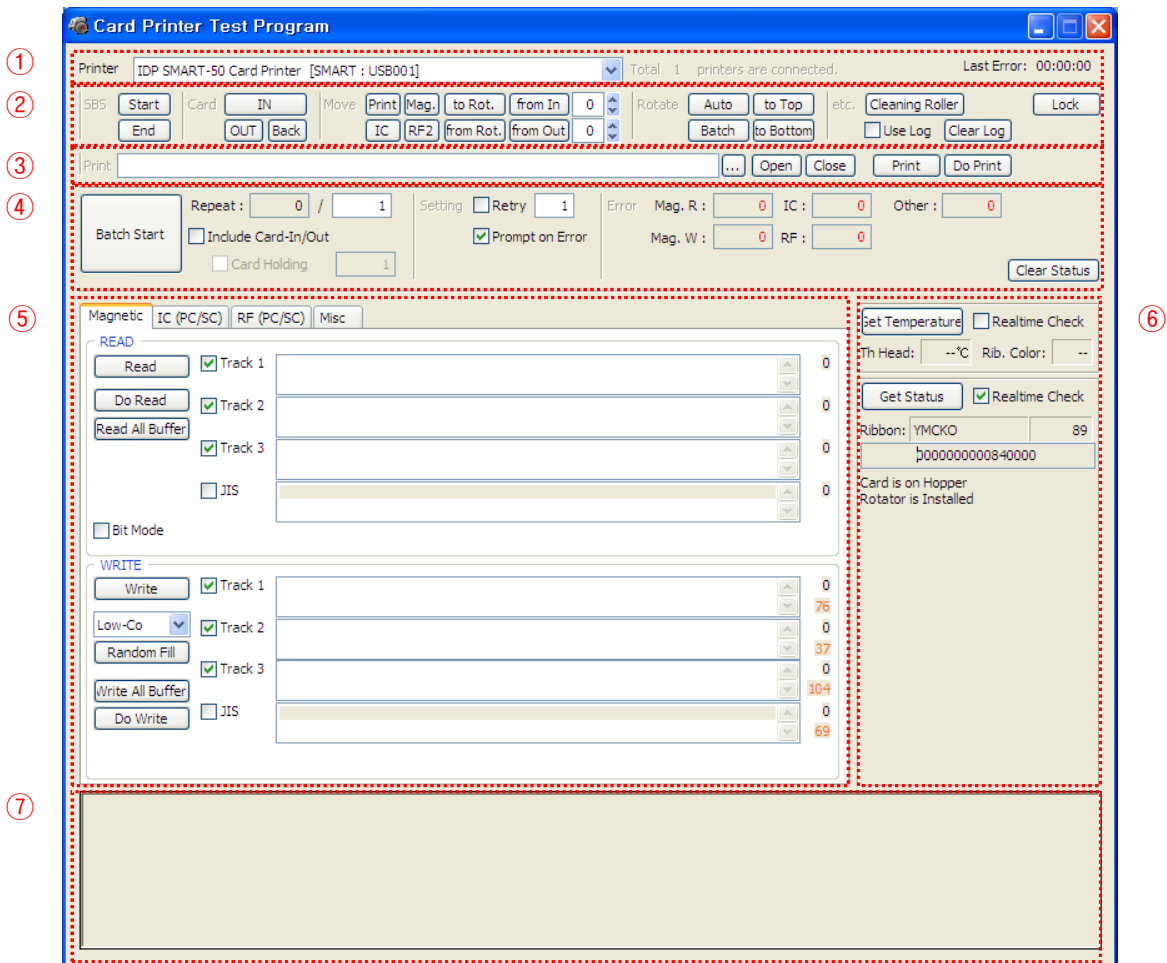 Card Printer Test Program
① Printer IDP SMART-50 Card Printer [SMART : USB001] Total 1 printers are connected. Last Error: 00:00:00
② SBS Start Card IN Move Print Mag. to Rot. from In 0 Rotate Auto to Top etc. Cleaning Roller Lock
End OUT Back IC RF2 from Rot. from Out 0 Batch to Bottom Use Log Clear Log
③ Print ... Open Close Print Do Print
④ Batch Start Repeat : 0 / 1 Setting Retry 1 Error Mag. R : 0 IC : 0 Other : 0
Include Card-In/Out Prompt on Error Mag. W : 0 RF : 0
Card Holding 1
Clear Status
⑤ Magnetic IC (PC/SC) RF (PC/SC) Misc
READ
Read Track 1 0
Do Read Track 2 0
Read All Buffer
Track 3 0
JIS 0
Bit Mode
WRITE
Write Track 1 0
76
Low-Co Track 2 0
Random Fill 37
Track 3 0
Write All Buffer 104
Do Write JIS 0
69
⑥ Get Temperature Realtime Check
Th Head: --°C Rib. Color: --
Get Status Realtime Check
Ribbon: YMCKO 89
0000000000840000
Card is on Hopper
Rotator is Installed
⑦